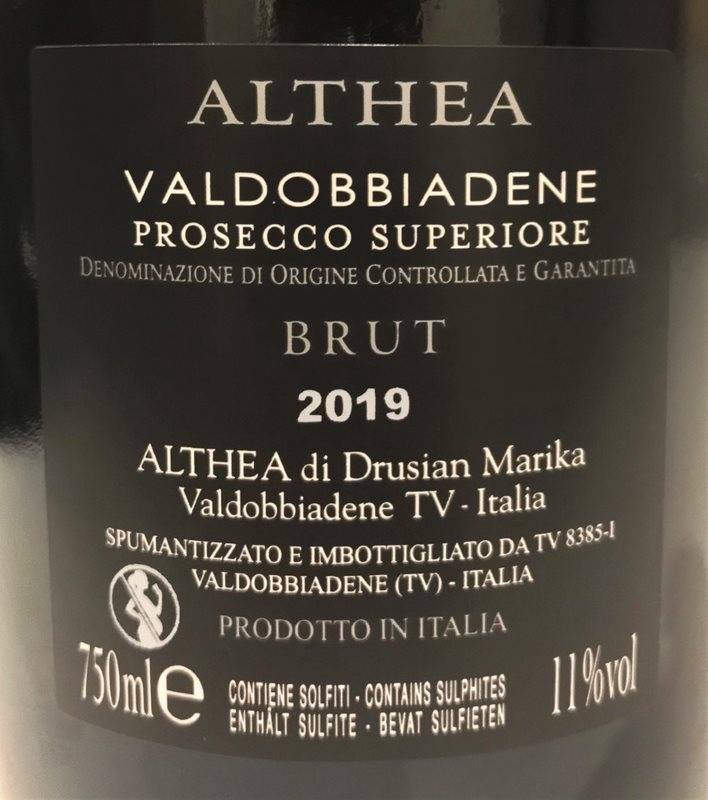 ALTHEA
VALDOBBIADENE
PROSECCO SUPERIORE
DENOMINAZIONE DI ORIGINE CONTROLLATA E GARANTITA
BRUT
2019
ALTHEA di Drusian Marika
Valdobbiadene TV - Italia
SPUMANTIZZATO E IMBOTTIGLIATO DA TV 8385-I
VALDOBBIADENE (TV) - ITALIA
PRODOTTO IN ITALIA
750ml e
CONTIENE SOLFITI - CONTAINS SULPHITES
ENTHÄLT SULFITE - BEVAT SULFIETEN
11%vol